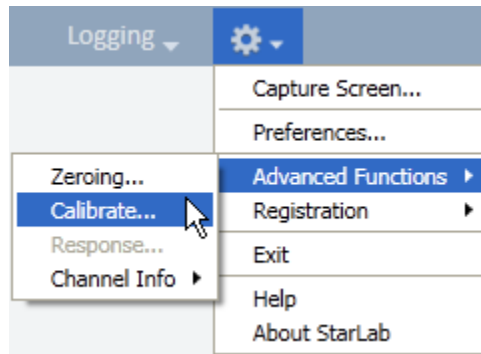 Logging
Capture Screen...
Preferences...
Advanced Functions
Registration
Exit
Help
About StarLab
Zeroing...
Calibrate...
Response...
Channel Info